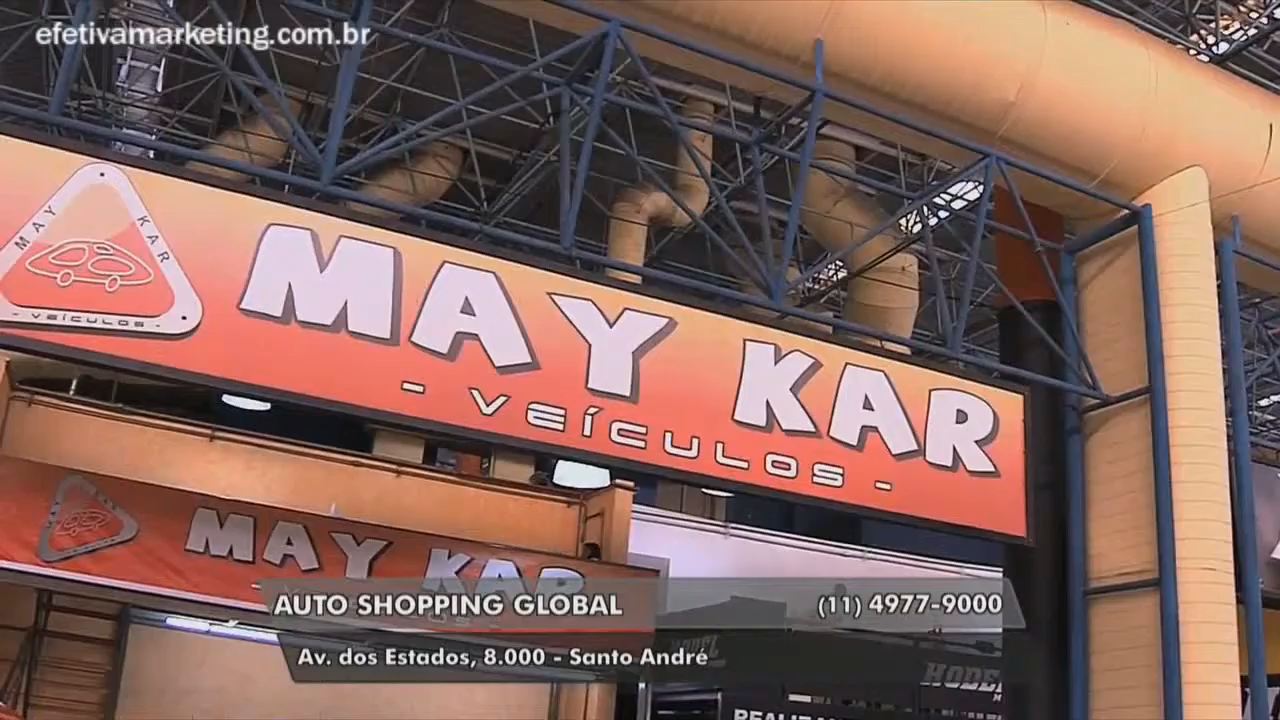 efetivamarketing.com.br
MAY KAR
- VEÍCULOS -
MAY KAR
- VEÍCULOS -
MAY KAR
AUTO SHOPPING GLOBAL
(11) 4977-9000
Av. dos Estados, 8.000 - Santo André
MODEL